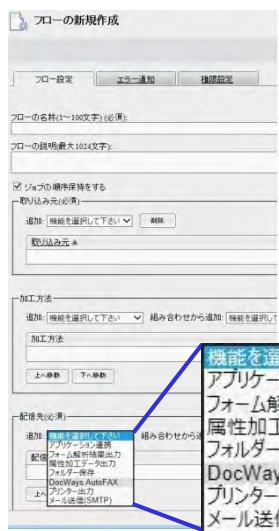 フローの新規作成
フロー設定 エラー通知 権限設定
フローの名称(1～100文字)(必須):
フローの説明(最大1024文字):
ジョブの順序保持をする
取り込み元(必須)
追加: 機能を選択して下さい 削除
取り込み元 ▲
加工方法
追加: 機能を選択して下さい 組み合わせから追加: 機能を選択して
加工方法
上へ移動 下へ移動
配信先(必須)
追加: 機能を選択して下さい 組み合わせから追
アプリケーション連携
フォーム解析結果出力
属性加工データ出力
フォルダー保存
DocWays AutoFAX
プリンター出力
メール送信(SMTP)
配信
上へ
機能を選
アプリケー
フォーム解
属性加工
フォルダー
DocWay
プリンター
メール送信